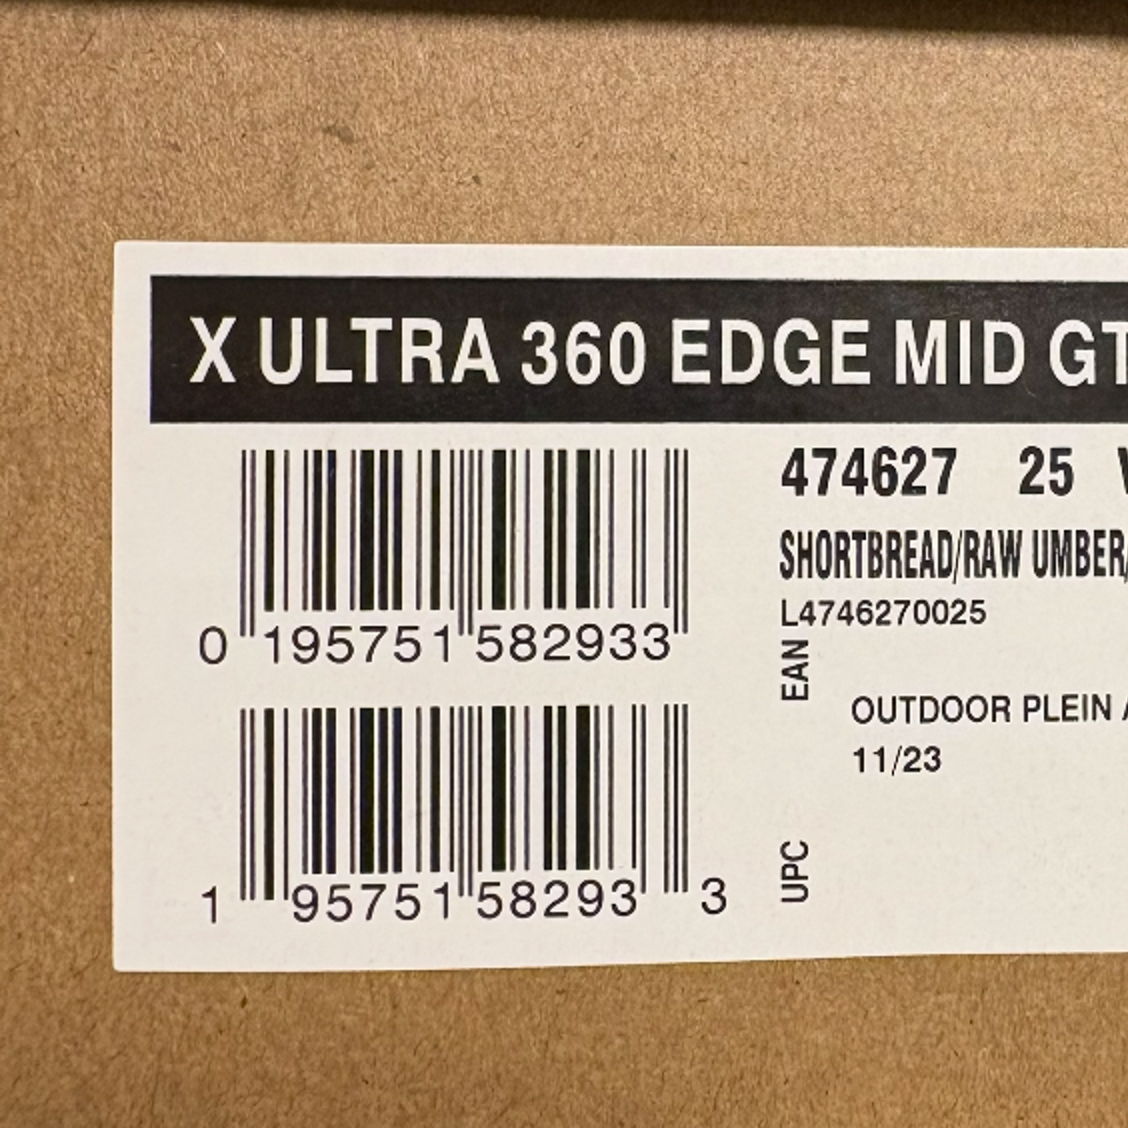 X ULTRA 360 EDGE MID GT
0 195751 582933
474627 25
SHORTBREAD/RAW UMBER/
L4746270025
EAN
OUTDOOR PLEIN A
11/23
1 95751 58293 3
UPC